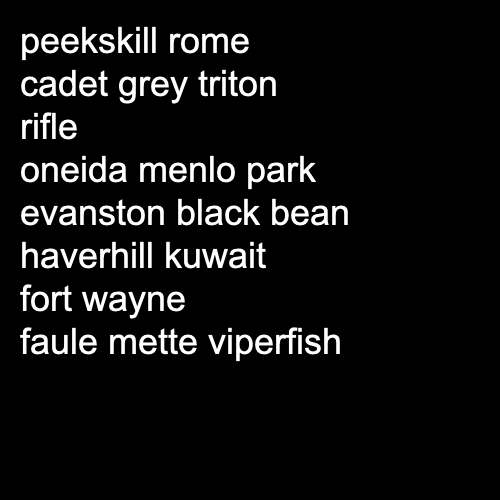 peekskill rome
cadet grey triton
rifle
oneida menlo park
evanston black bean
haverhill kuwait
fort wayne
faule mette viperfish